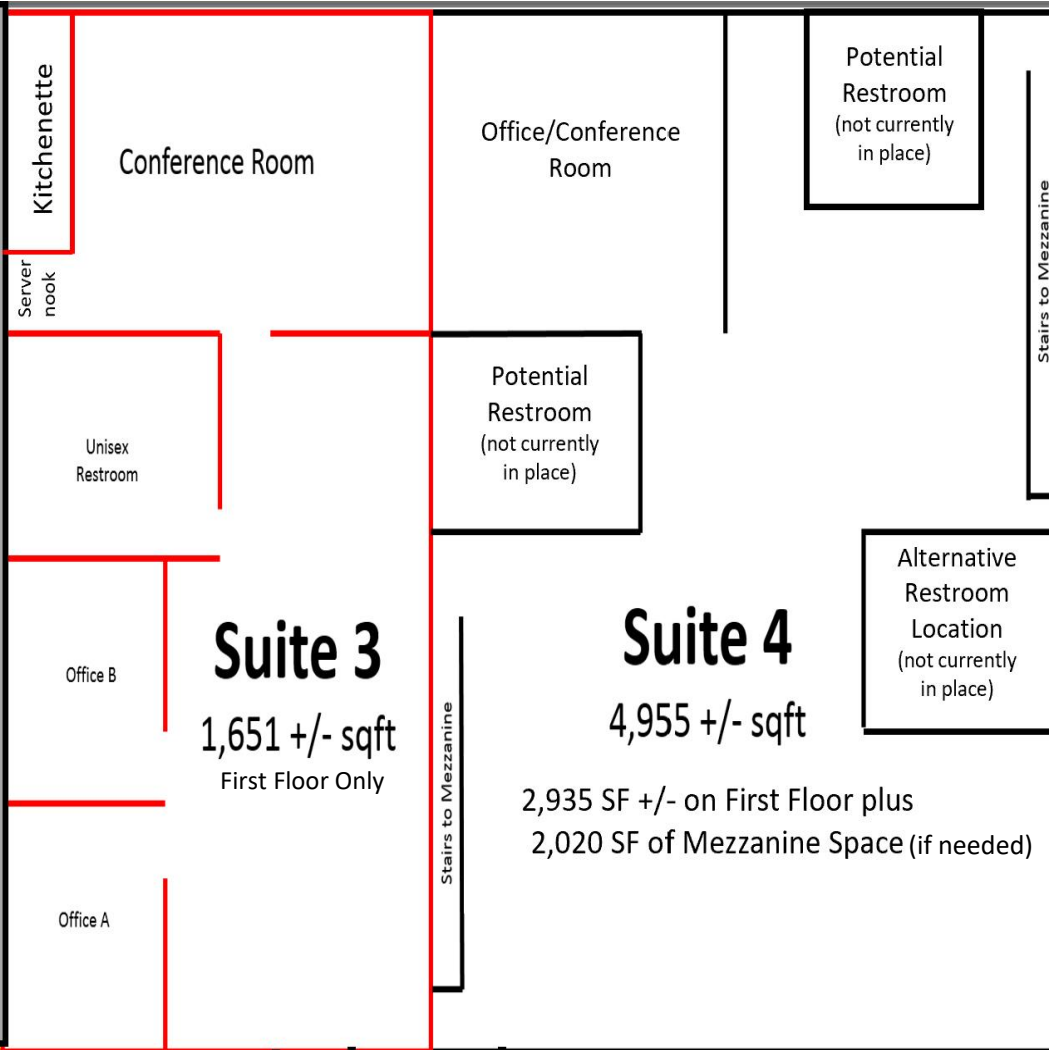 Kitchenette
Conference Room
Server
nook
Office/Conference
Room
Potential
Restroom
(not currently
in place)
Stairs to Mezzanine
Unisex
Restroom
Potential
Restroom
(not currently
in place)
Office B
Suite 3
1,651 +/- sqft
First Floor Only
Stairs to Mezzanine
Suite 4
4,955 +/- sqft
2,935 SF +/- on First Floor plus
2,020 SF of Mezzanine Space (if needed)
Alternative
Restroom
Location
(not currently
in place)
Office A